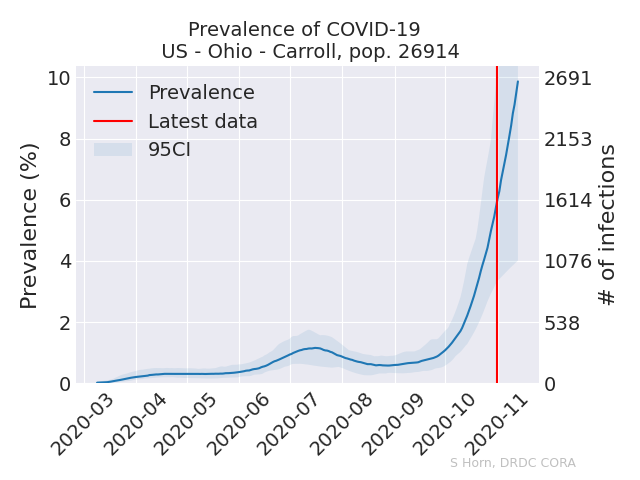 Prevalence of COVID-19
US - Ohio - Carroll, pop. 26914
Prevalence
Latest data
95CI
Prevalence (%)
10
8
6
4
2
0
2691
2153
1614
1076
538
0
# of infections
2020-03
2020-04
2020-05
2020-06
2020-07
2020-08
2020-09
2020-10
2020-11
S Horn, DRDC CORA